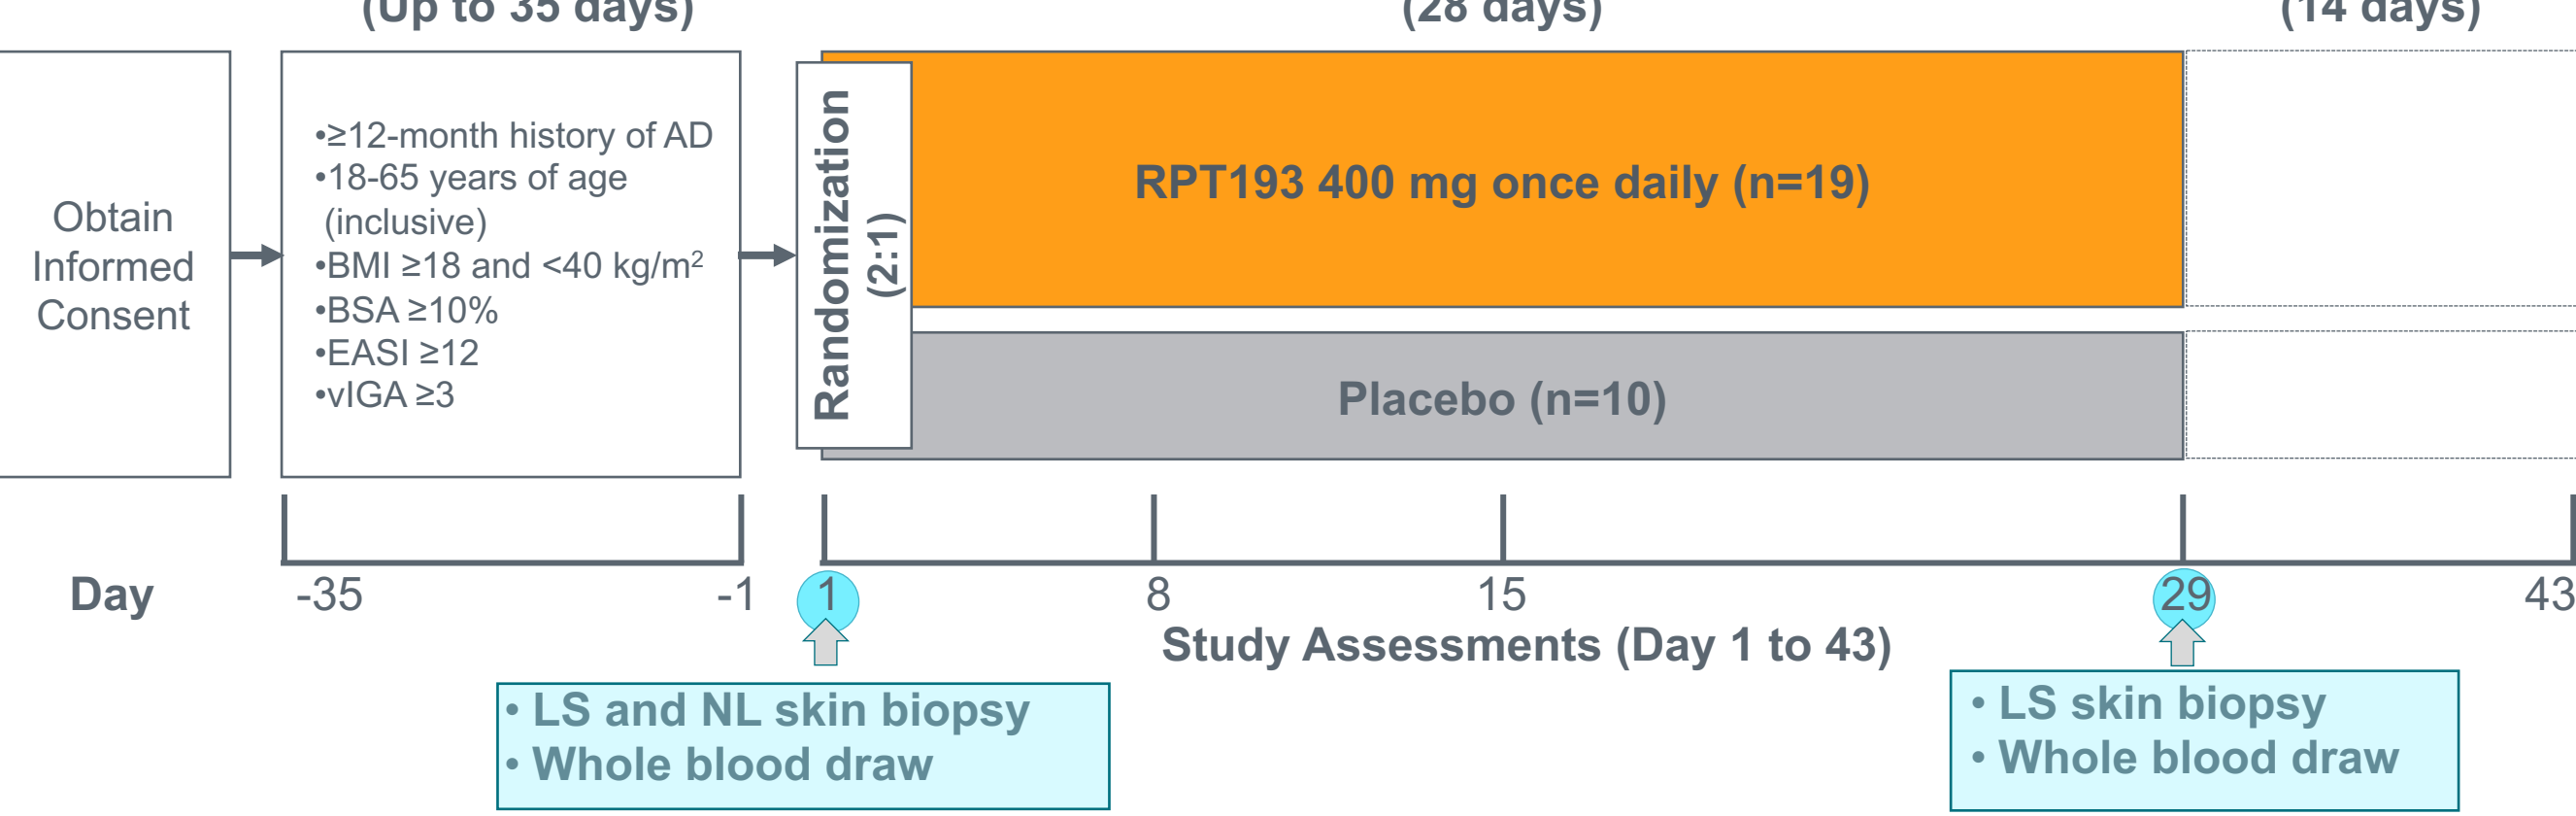 (Up to 35 days)
(28 days)
(14 days)
Obtain
Informed
Consent
•≥12-month history of AD
•18-65 years of age
(inclusive)
•BMI ≥18 and <40 kg/m²
•BSA ≥10%
•EASI ≥12
•vIGA ≥3
Randomization
(2:1)
RPT193 400 mg once daily (n=19)
Placebo (n=10)
Day
-35
-1
1
8
15
29
43
Study Assessments (Day 1 to 43)
• LS and NL skin biopsy
• Whole blood draw
• LS skin biopsy
• Whole blood draw